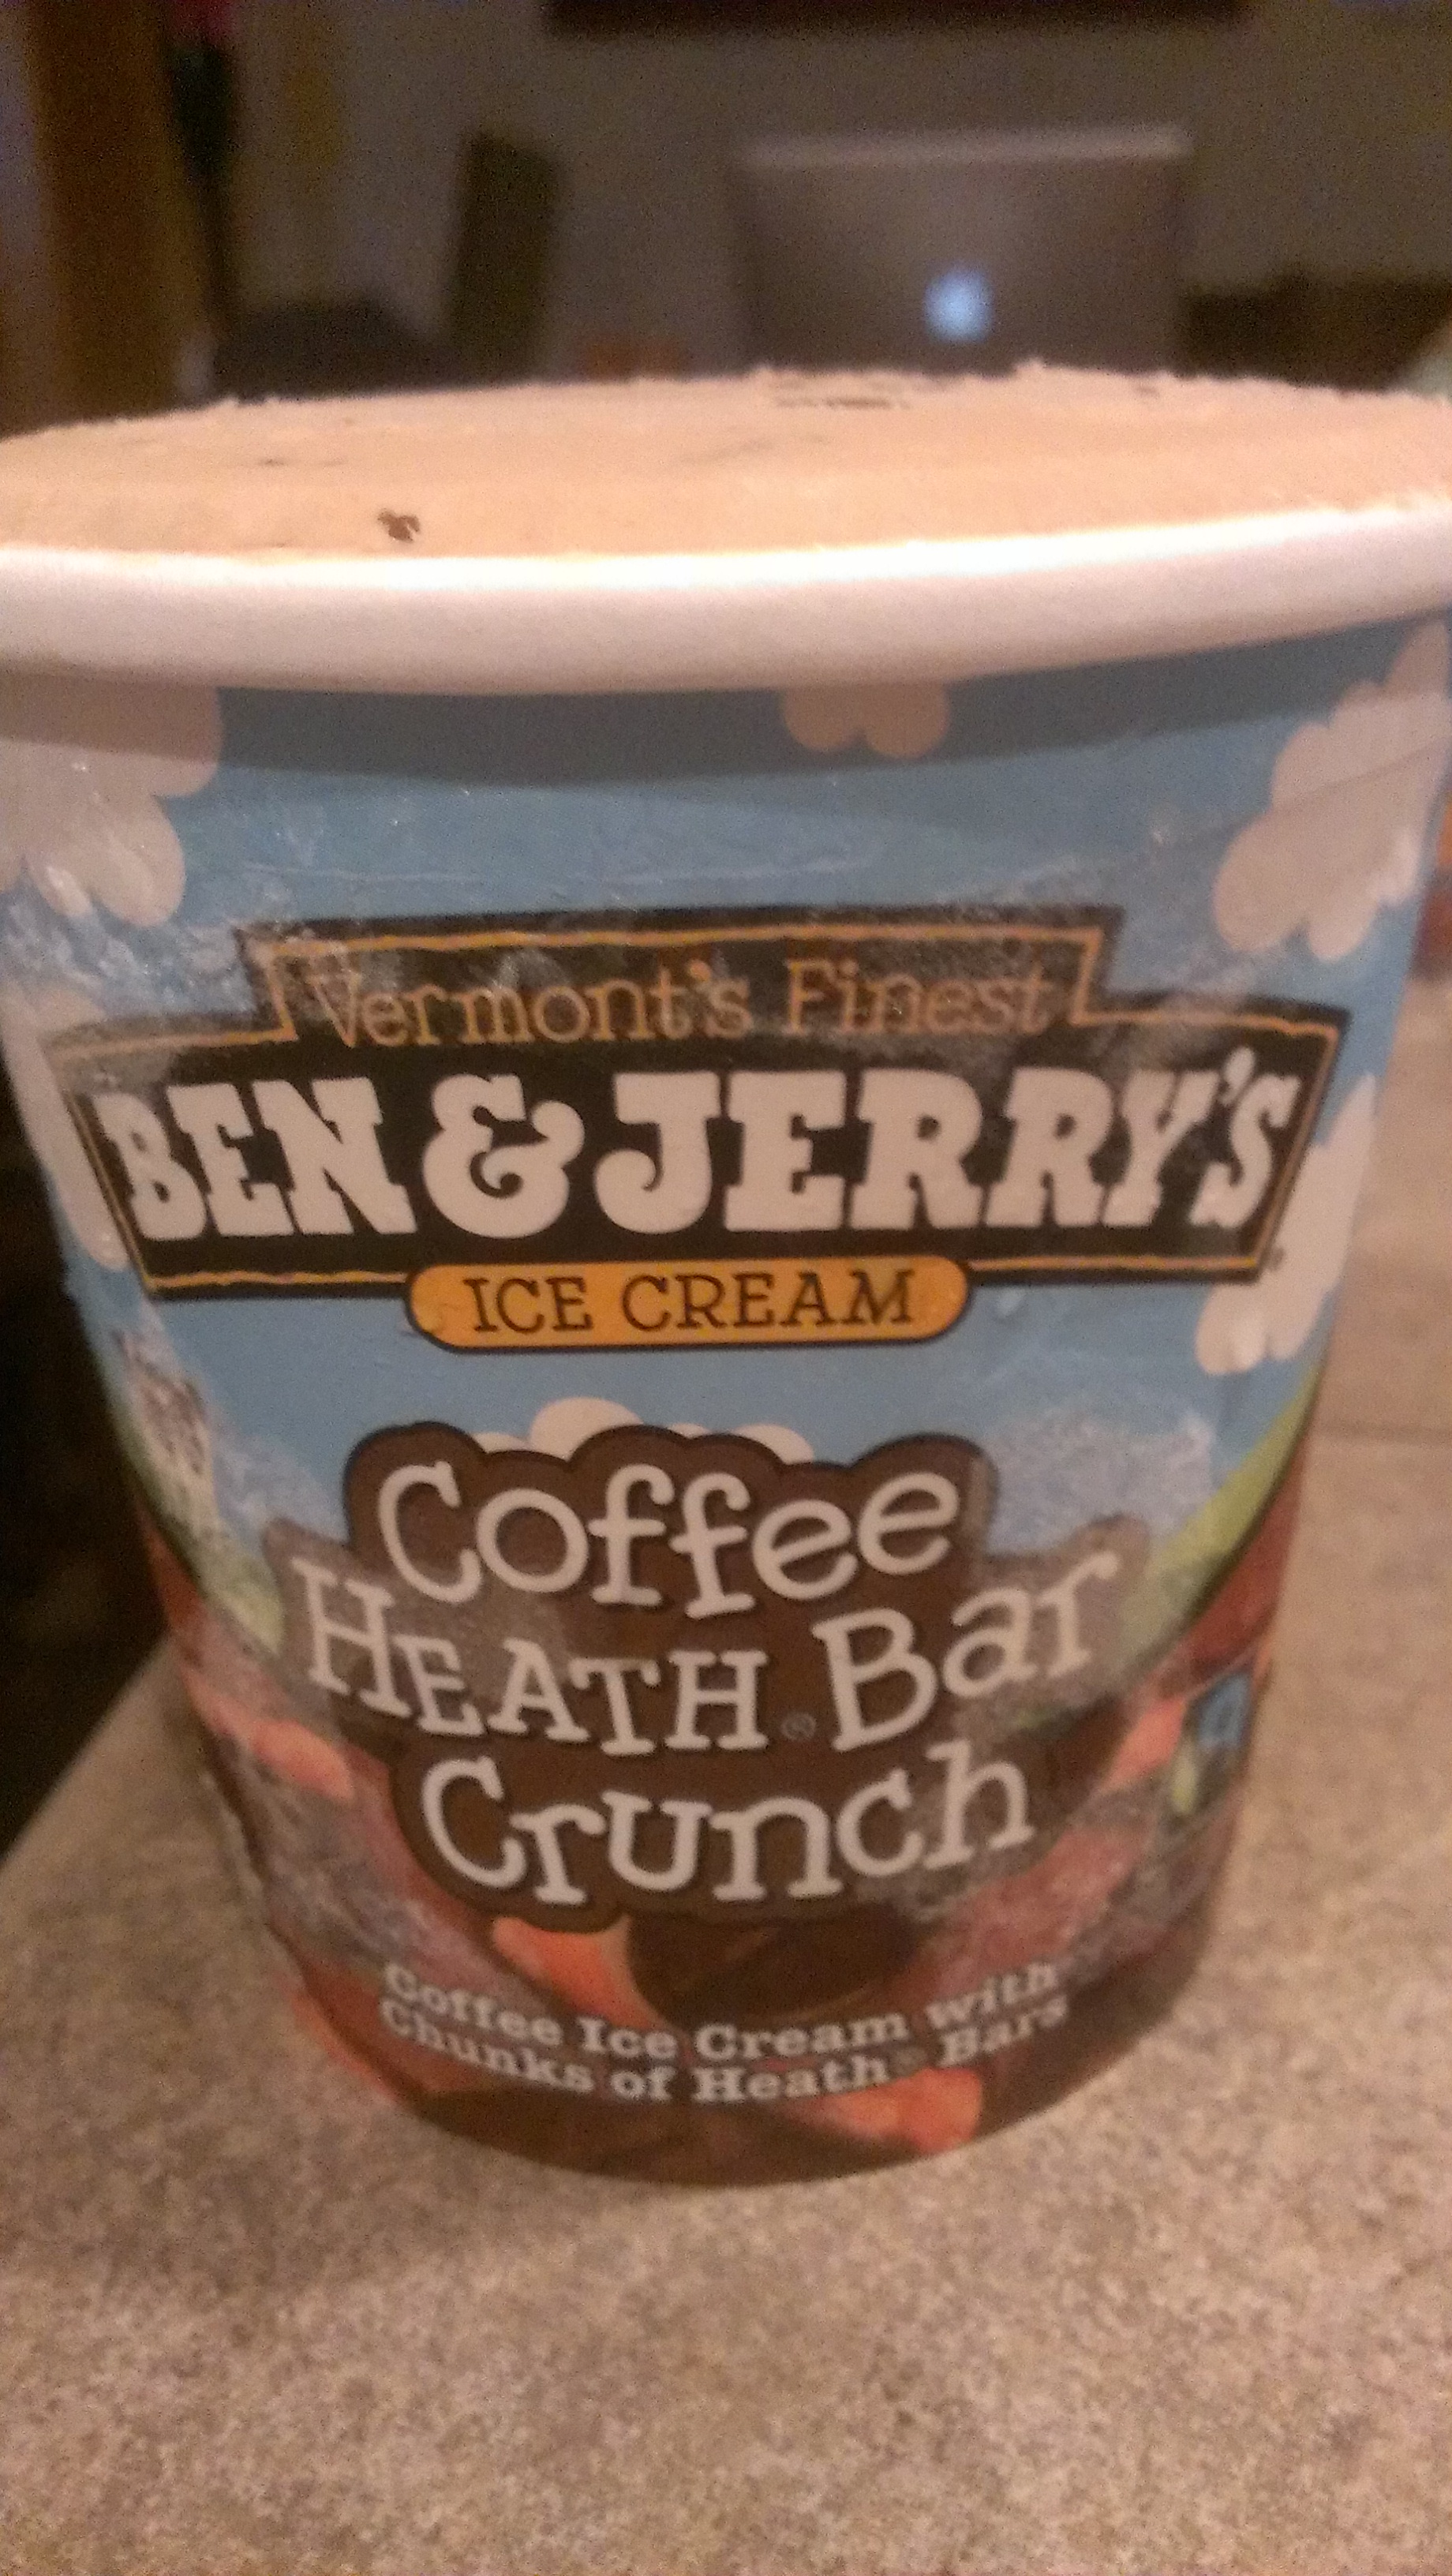 Vermont's Finest
BEN & JERRY'S
ICE CREAM
Coffee
HEATH® Bar
Crunch
Coffee Ice Cream with
Chunks of Heath® Bars